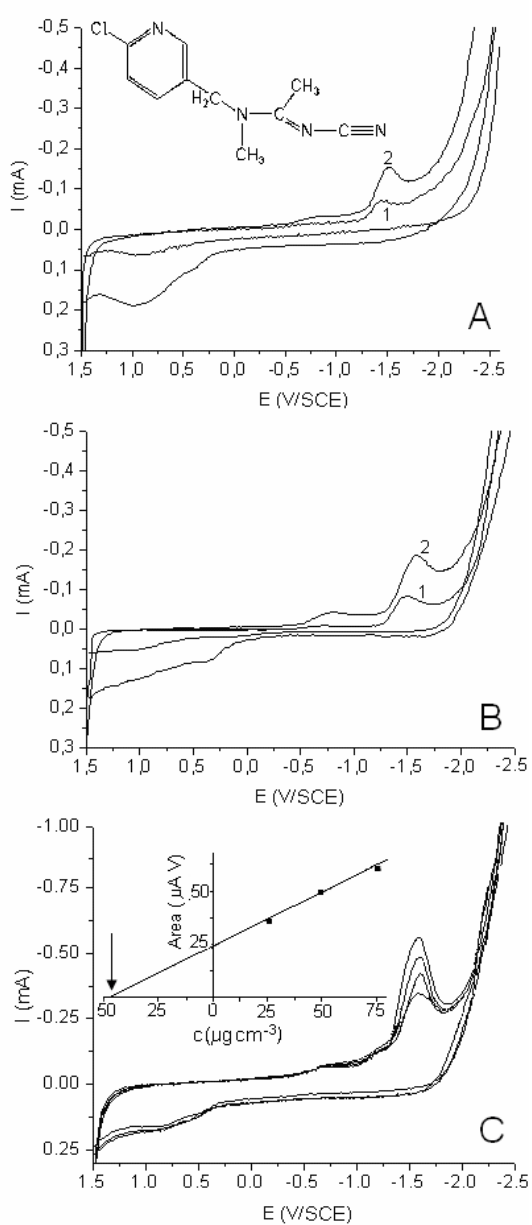 -0,5
-0,4
-0,3
-0,2
-0,1
0,0
0,1
0,2
0,3
I (mA)
Cl
N
H₂C
N
CH₃
C
CH₃
N
C
N
2
1
A
1,5 1,0 0,5 0,0 -0,5 -1,0 -1,5 -2,0 -2.5
E (V/SCE)
-0,5
-0,4
-0,3
-0,2
-0,1
0,0
0,1
0,2
0,3
I (mA)
2
1
B
1,5 1,0 0,5 0,0 -0,5 -1,0 -1,5 -2,0 -2,5
E (V/SCE)
-1.00
-0.75
-0.50
-0.25
0.00
0.25
I (mA)
Area (μA V)
50
25
50 25 0 25 50 75
c (μg cm⁻³)
C
1.5 1.0 0.5 0.0 -0.5 -1.0 -1.5 -2.0 -2.5
E (V/SCE)